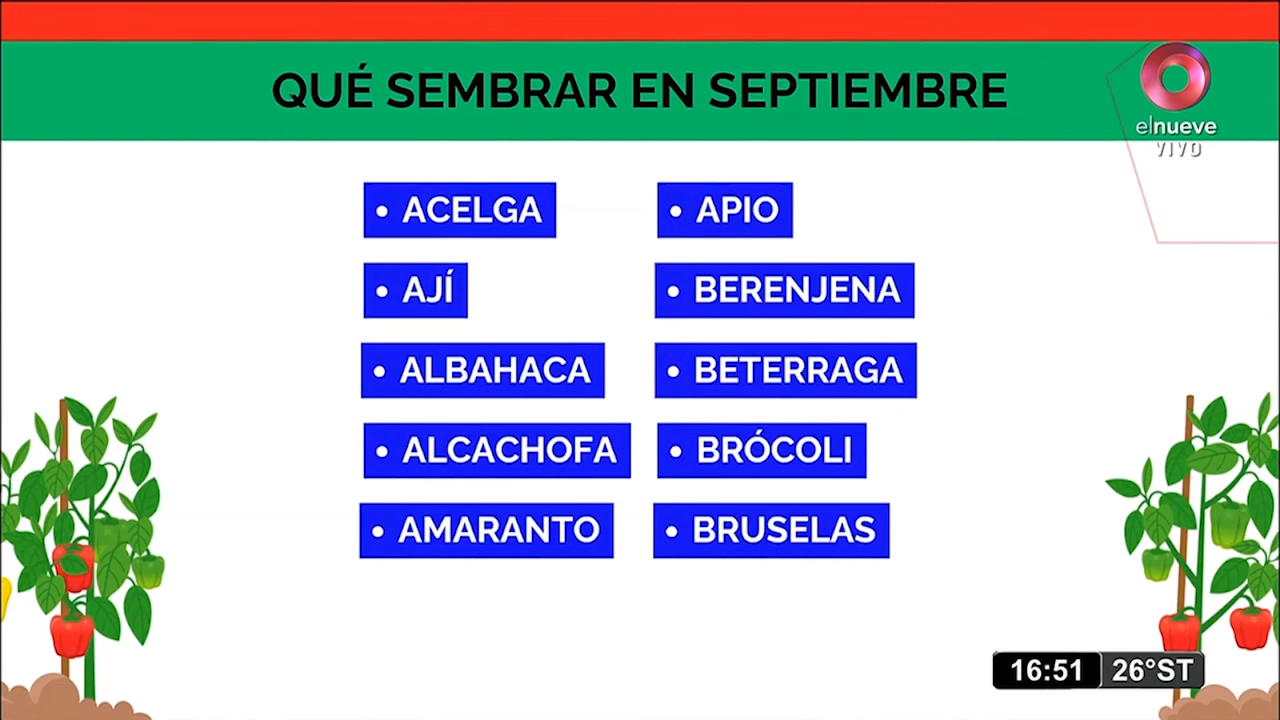 QUÉ SEMBRAR EN SEPTIEMBRE
elnueve
VIVO
• ACELGA
• AJÍ
• ALBAHACA
• ALCACHOFA
• AMARANTO
• APIO
• BERENJENA
• BETERRAGA
• BRÓCOLI
• BRUSELAS
16:51 26°ST